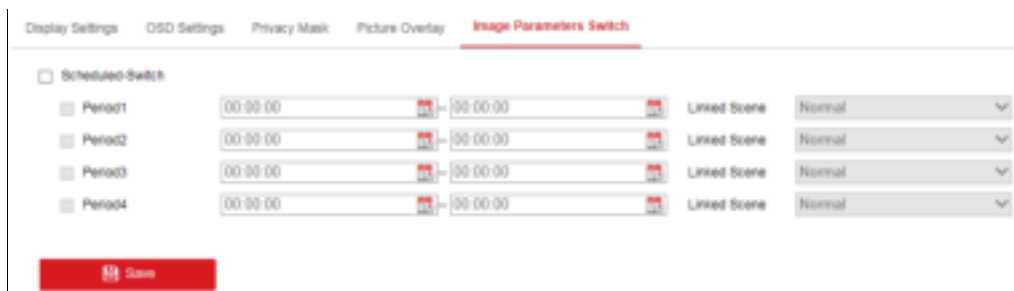 Display Settings OSD Settings Privacy Mask Picture Overlay Image Parameters Switch
Scheduled-Switch
Period1 00:00:00 - 00:00:00 Linked Scene Normal
Period2 00:00:00 - 00:00:00 Linked Scene Normal
Period3 00:00:00 - 00:00:00 Linked Scene Normal
Period4 00:00:00 - 00:00:00 Linked Scene Normal
Save